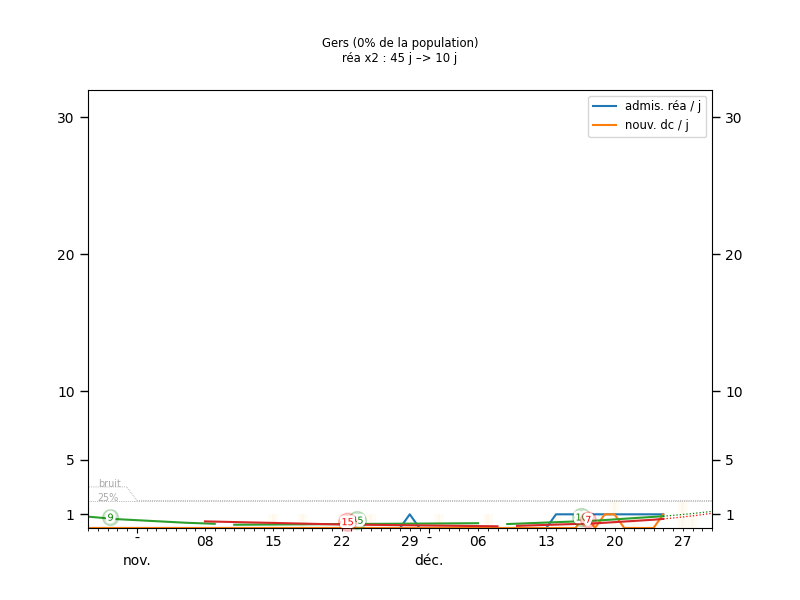 Gers (0% de la population)
réa x2 : 45 j –> 10 j
admis. réa / j
nouv. dc / j
30 30
20 20
10 10
5 5
bruit
25%
1 1
9 15 7
- 08 15 22 29 - 06 13 20 27
nov. déc.